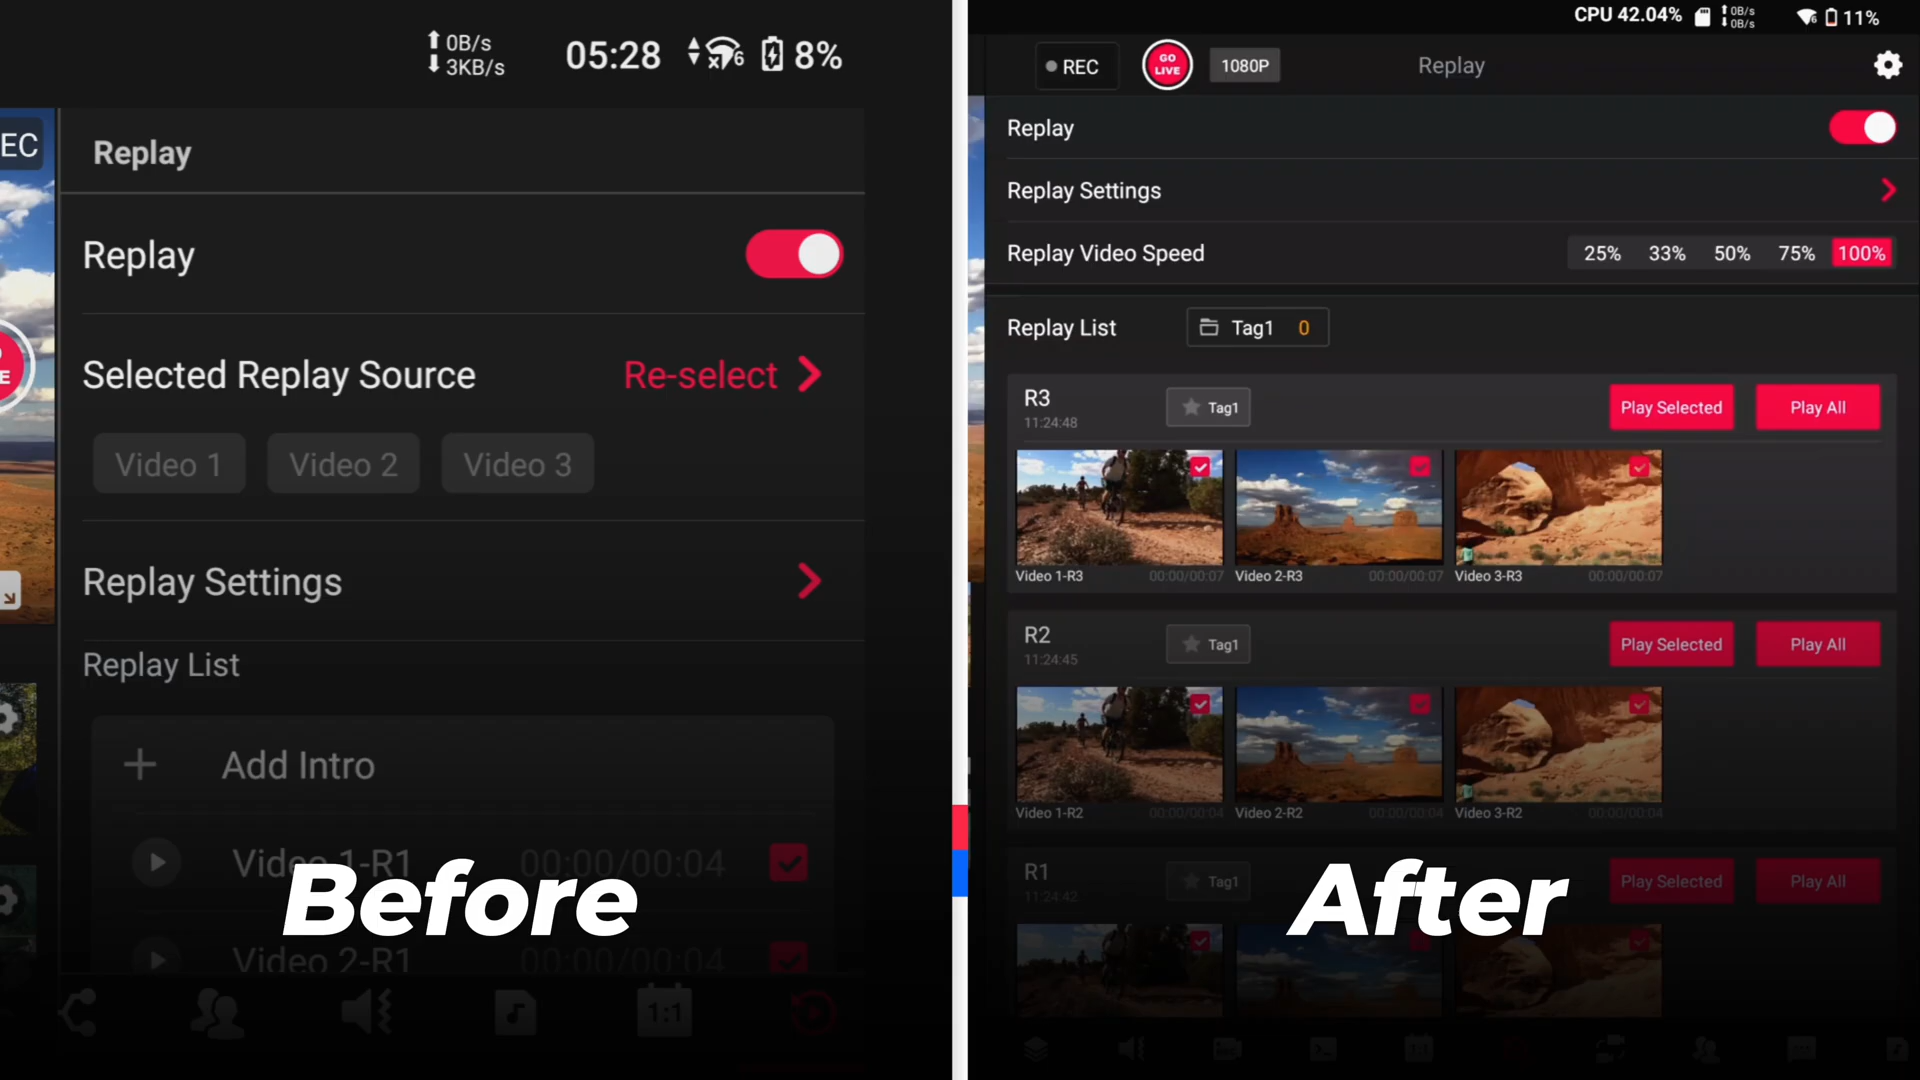 0B/s
3KB/s
05:28
6
8%
EC
Replay
Replay
Selected Replay Source
Re-select
Video 1
Video 2
Video 3
Replay Settings
Replay List
Add Intro
Video 1-R1
00:00/00:04
Video 2-R1
00:00/00:04
1:1
Before
CPU 42.04%
0B/s
0B/s
6
11%
REC
GO
LIVE
1080P
Replay
Replay
Replay Settings
Replay Video Speed
25%
33%
50%
75%
100%
Replay List
Tag1
0
R3
11:24:48
Tag1
Play Selected
Play All
Video 1-R3
00:00/00:07
Video 2-R3
00:00/00:07
Video 3-R3
00:00/00:07
R2
11:24:45
Tag1
Play Selected
Play All
Video 1-R2
00:00/00:04
Video 2-R2
00:00/00:04
Video 3-R2
00:00/00:04
R1
11:24:42
Tag1
Play Selected
Play All
After